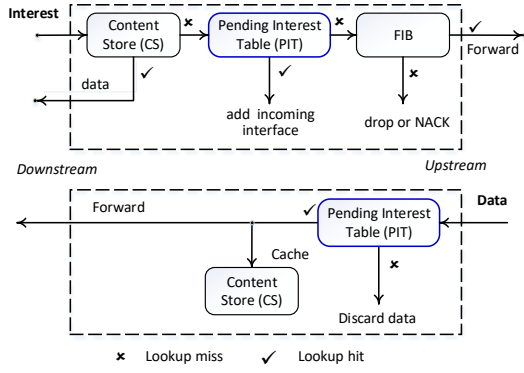 Interest
Content
Store (CS)
Pending Interest
Table (PIT)
FIB
Forward
data
add incoming
interface
drop or NACK
Downstream
Upstream
Forward
Pending Interest
Table (PIT)
Data
Cache
Content
Store (CS)
Discard data
✗ Lookup miss ✓ Lookup hit